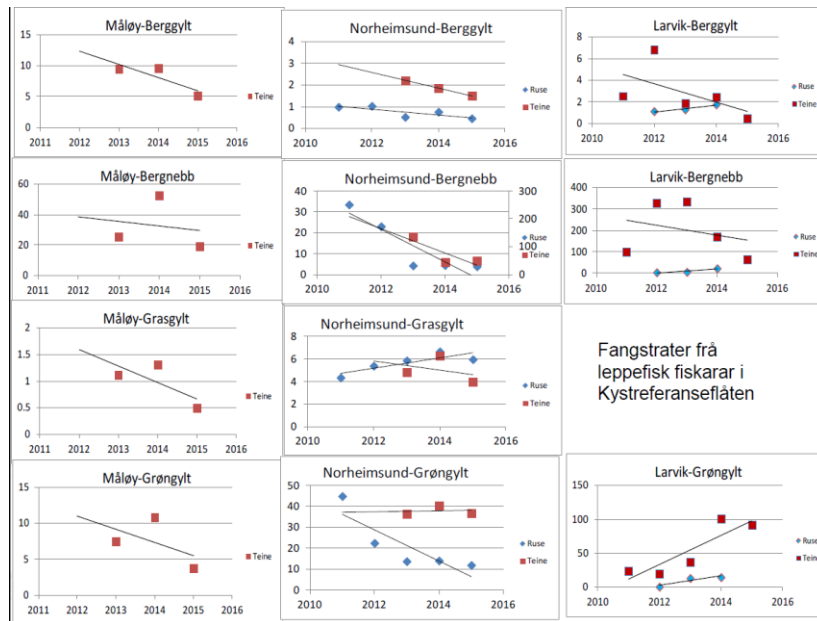 Måløy-Berggylt
15
10
5
0
2011 2012 2013 2014 2015 2016
Teine
Norheimsund-Berggylt
4
3
2
1
0
2010 2012 2014 2016
Ruse
Teine
Larvik-Berggylt
8
6
4
2
0
2010 2011 2012 2013 2014 2015 2016
Ruse
Teine
Måløy-Bergnebb
60
40
20
0
2011 2012 2013 2014 2015 2016
Teine
Norheimsund-Bergnebb
40
30
20
10
0
300
200
100
0
2010 2012 2014 2016
Ruse
Teine
Larvik-Bergnebb
400
300
200
100
0
2010 2011 2012 2013 2014 2015 2016
Ruse
Teine
Måløy-Grasgylt
2
1.5
1
0.5
0
2011 2012 2013 2014 2015 2016
Teine
Norheimsund-Grasgylt
8
6
4
2
0
2010 2012 2014 2016
Ruse
Teine
Fangstrater frå
leppefisk fiskarar i
Kystreferanseflåten
Måløy-Grøngylt
15
10
5
0
2011 2012 2013 2014 2015 2016
Teine
Norheimsund-Grøngylt
50
40
30
20
10
0
2010 2012 2014 2016
Ruse
Teine
Larvik-Grøngylt
150
100
50
0
2010 2012 2014 2016
Ruse
Teine